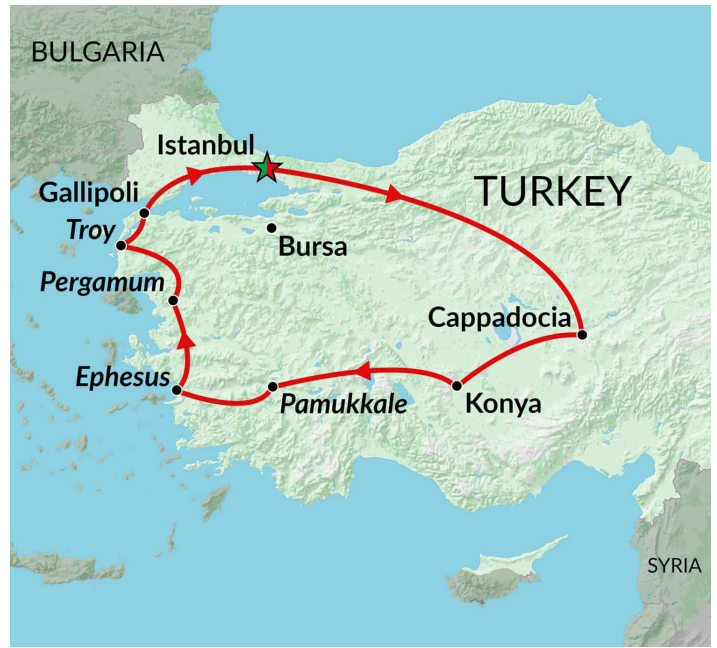 BULGARIA
Istanbul
TURKEY
Gallipoli
Troy
Bursa
Pergamum
Cappadocia
Ephesus
Pamukkale
Konya
SYRIA